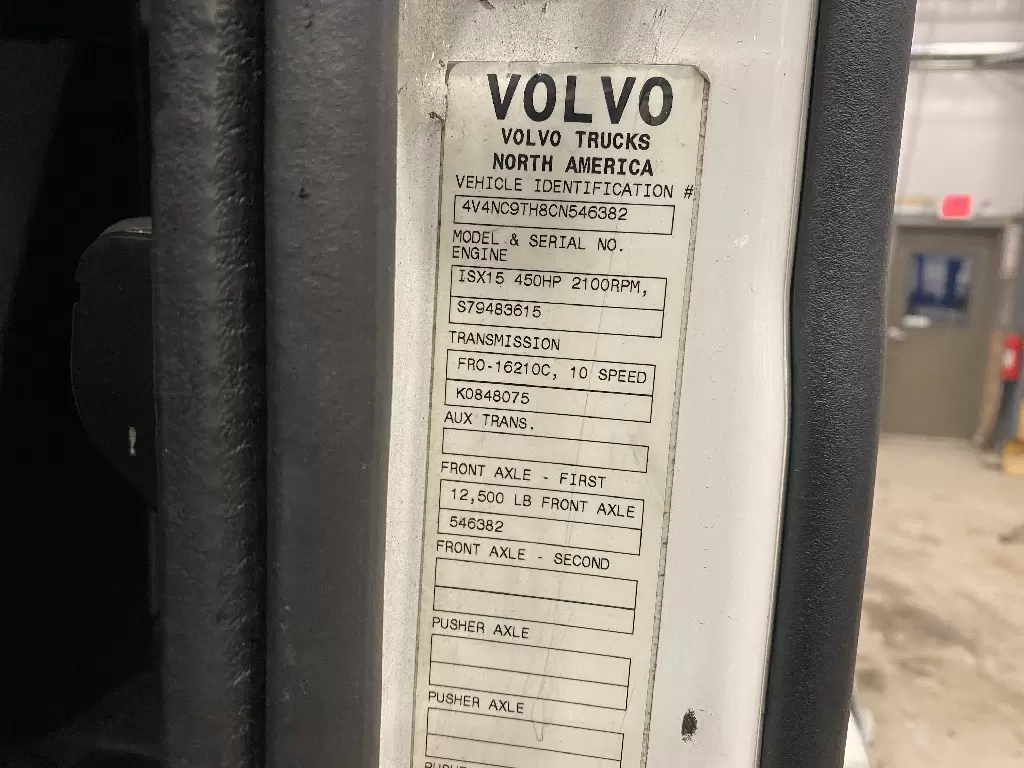 VOLVO
VOLVO TRUCKS
NORTH AMERICA
VEHICLE IDENTIFICATION #
4V4NC9TH8CN546382
MODEL & SERIAL NO.
ENGINE
ISX15 450HP 2100RPM,
S79483615
TRANSMISSION
FRO-16210C, 10 SPEED
K0848075
AUX TRANS.
FRONT AXLE - FIRST
12,500 LB FRONT AXLE
546382
FRONT AXLE - SECOND
PUSHER AXLE
PUSHER AXLE